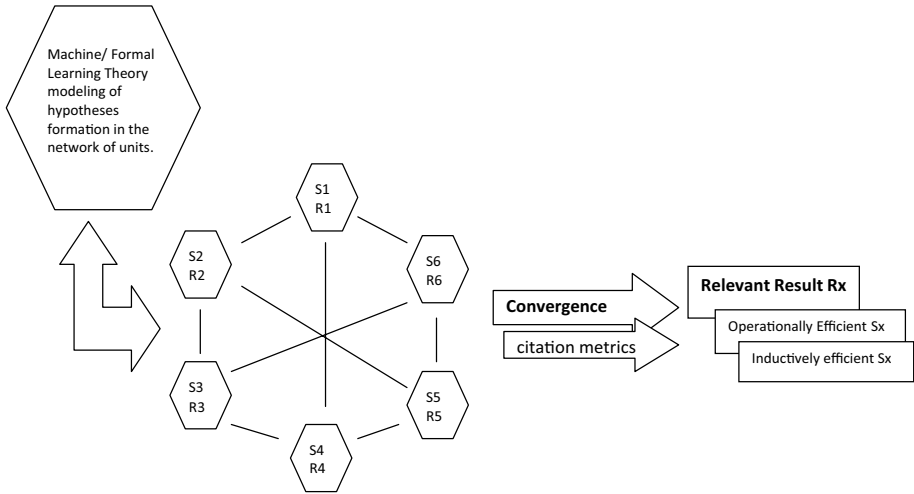 Machine/ Formal
Learning Theory
modeling of
hypotheses
formation in the
network of units.
S1
R1
S2
R2
S6
R6
S3
R3
S5
R5
S4
R4
Convergence
citation metrics
Relevant Result Rx
Operationally Efficient Sx
Inductively efficient Sx